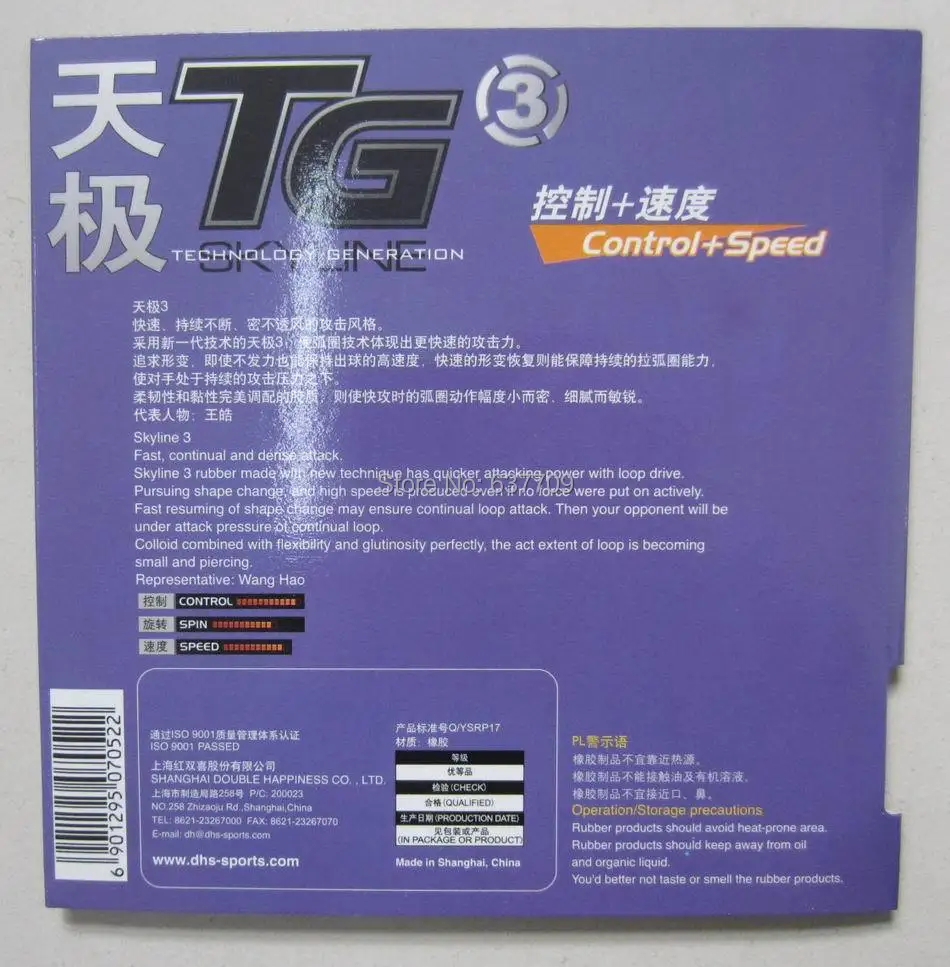 天极
TG
3
SKYLINE
TECHNOLOGY GENERATION
控制+速度
Control+Speed
天极3
快速、持续不断、密不透风的攻击风格。
采用新一代技术的天极3，使弧圈技术体现出更快速的攻击力。
追求形变，即使不发力也能保持出球的高速度，快速的形变恢复则能保障持续的拉弧圈能力，
使对手处于持续的攻击压力之下。
柔韧性和黏性完美调配的胶质，则使快攻时的弧圈动作幅度小而密、细腻而敏锐。
代表人物：王皓
Skyline 3
Fast, continual and dense attack.
Skyline 3 rubber made with new technique has quicker attacking power with loop drive.
Pursuing shape change, and high speed is produced even if no force were put on actively.
Fast resuming of shape change may ensure continual loop attack. Then your opponent will be
under attack pressure of continual loop.
Colloid combined with flexibility and glutinosity perfectly, the act extent of loop is becoming
small and piercing.
Representative: Wang Hao
Store No: 637709
控制 CONTROL
旋转 SPIN
速度 SPEED
6 901295 070522
通过ISO 9001质量管理体系认证
ISO 9001 PASSED
上海红双喜股份有限公司
SHANGHAI DOUBLE HAPPINESS CO., LTD.
上海市制造局路258号 P/C: 200023
NO.258 Zhizaoju Rd.,Shanghai,China
TEL: 8621-23267000 FAX: 8621-23267070
E-mail: dh@dhs-sports.com
www.dhs-sports.com
产品标准号Q/YSRP17
材质：橡胶
等级
优等品
检验(CHECK)
合格(QUALIFIED)
生产日期(PRODUCTION DATE)
见包装或产品
(IN PACKAGE OR PRODUCT)
Made in Shanghai, China
PL警示语
橡胶制品不宜靠近热源。
橡胶制品不能接触油及有机溶液。
橡胶制品不宜接近口、鼻。
Operation/Storage precautions
Rubber products should avoid heat-prone area.
Rubber products should keep away from oil
and organic liquid.
You'd better not taste or smell the rubber products.